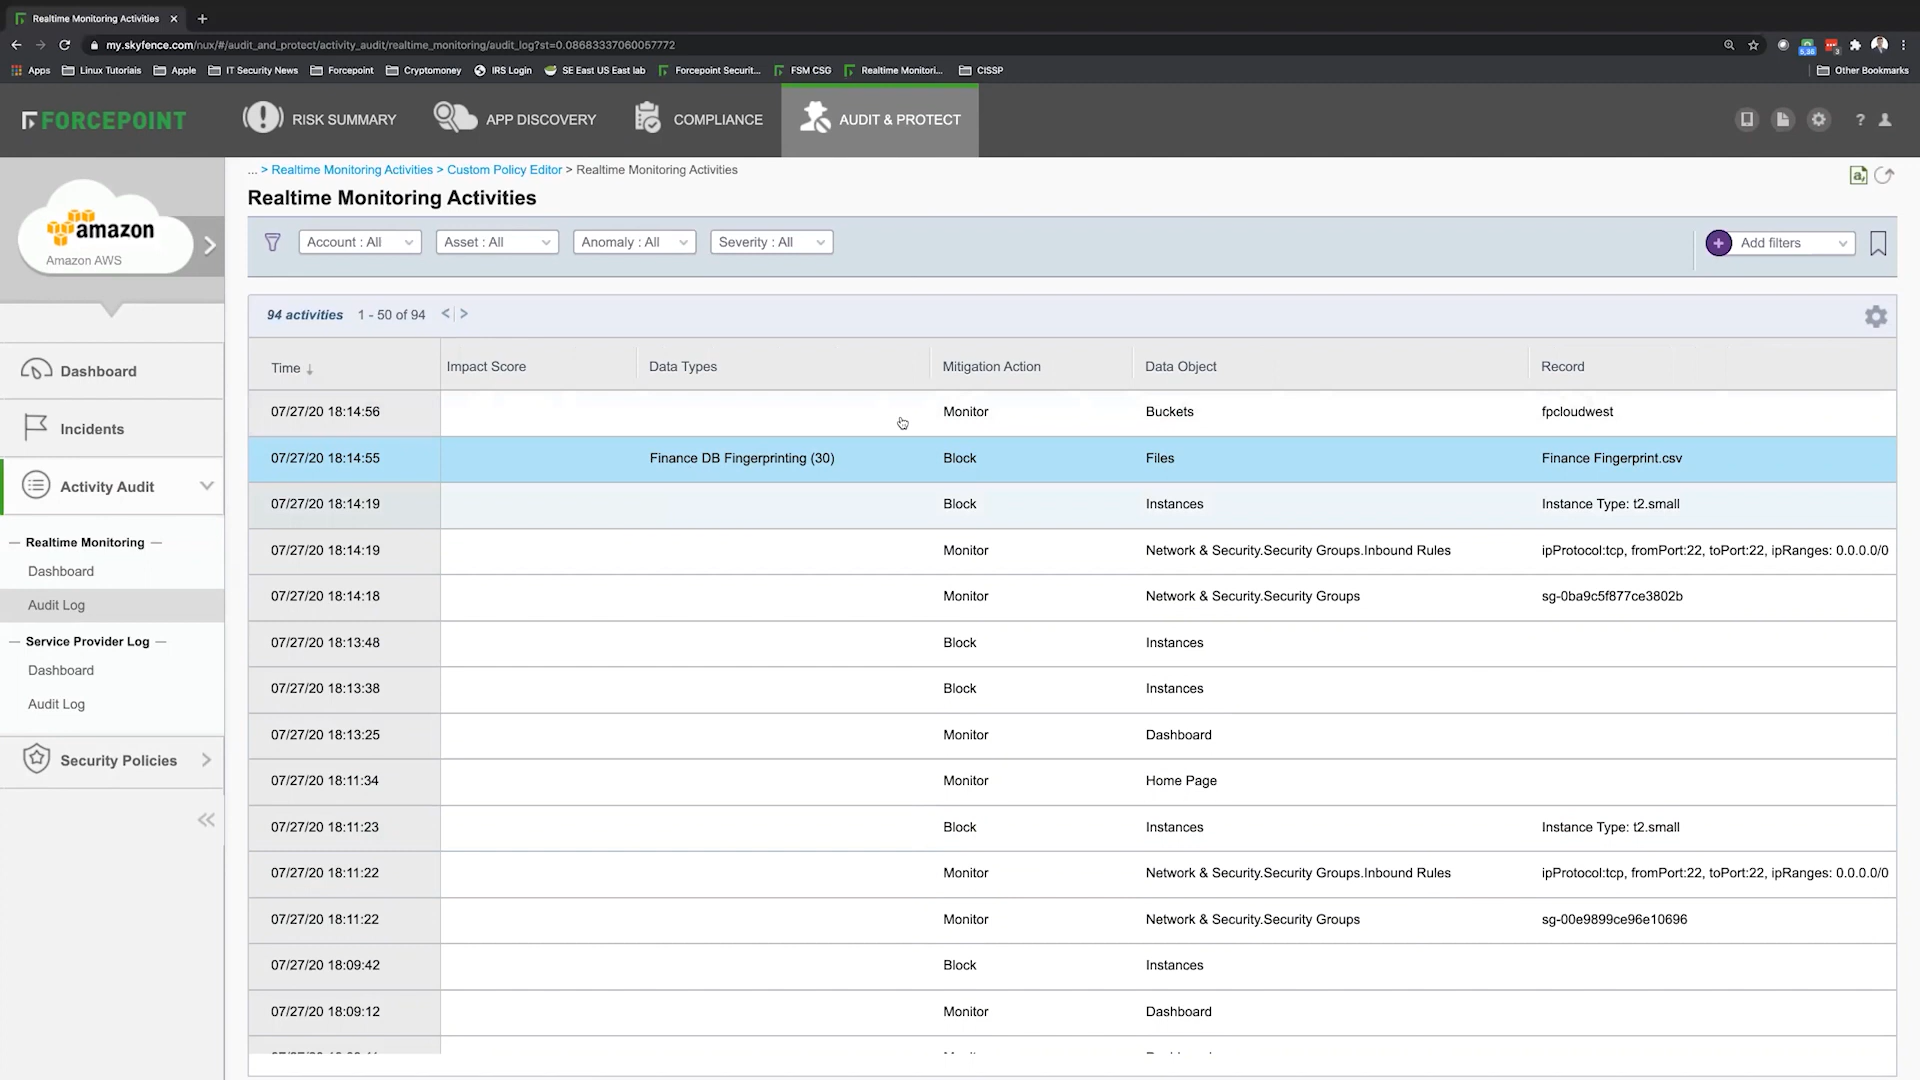 Realtime Monitoring Activities
my.skyfence.com/nux/#/audit_and_protect/activity_audit/realtime_monitoring/audit_log?st=0.08683337060057772
Apps Linux Tutorials Apple IT Security News Forcepoint Cryptomoney IRS Login SE East US East lab Forcepoint Securit... FSM CSG Realtime Monitori... CISSP Other Bookmarks
FORCEPOINT RISK SUMMARY APP DISCOVERY COMPLIANCE AUDIT & PROTECT ?
... > Realtime Monitoring Activities > Custom Policy Editor > Realtime Monitoring Activities
Realtime Monitoring Activities
amazon
Amazon AWS
Account : All Asset : All Anomaly : All Severity : All + Add filters
94 activities 1 - 50 of 94 < | >
Dashboard
Incidents
Activity Audit
Realtime Monitoring
Dashboard
Audit Log
Service Provider Log
Dashboard
Audit Log
Security Policies
Time ↓ Impact Score Data Types Mitigation Action Data Object Record
07/27/20 18:14:56 Monitor Buckets fpcloudwest
07/27/20 18:14:55 Finance DB Fingerprinting (30) Block Files Finance Fingerprint.csv
07/27/20 18:14:19 Block Instances Instance Type: t2.small
07/27/20 18:14:19 Monitor Network & Security.Security Groups.Inbound Rules ipProtocol:tcp, fromPort:22, toPort:22, ipRanges: 0.0.0.0/0
07/27/20 18:14:18 Monitor Network & Security.Security Groups sg-0ba9c5f877ce3802b
07/27/20 18:13:48 Block Instances
07/27/20 18:13:38 Block Instances
07/27/20 18:13:25 Monitor Dashboard
07/27/20 18:11:34 Monitor Home Page
07/27/20 18:11:23 Block Instances Instance Type: t2.small
07/27/20 18:11:22 Monitor Network & Security.Security Groups.Inbound Rules ipProtocol:tcp, fromPort:22, toPort:22, ipRanges: 0.0.0.0/0
07/27/20 18:11:22 Monitor Network & Security.Security Groups sg-00e9899ce96e10696
07/27/20 18:09:42 Block Instances
07/27/20 18:09:12 Monitor Dashboard